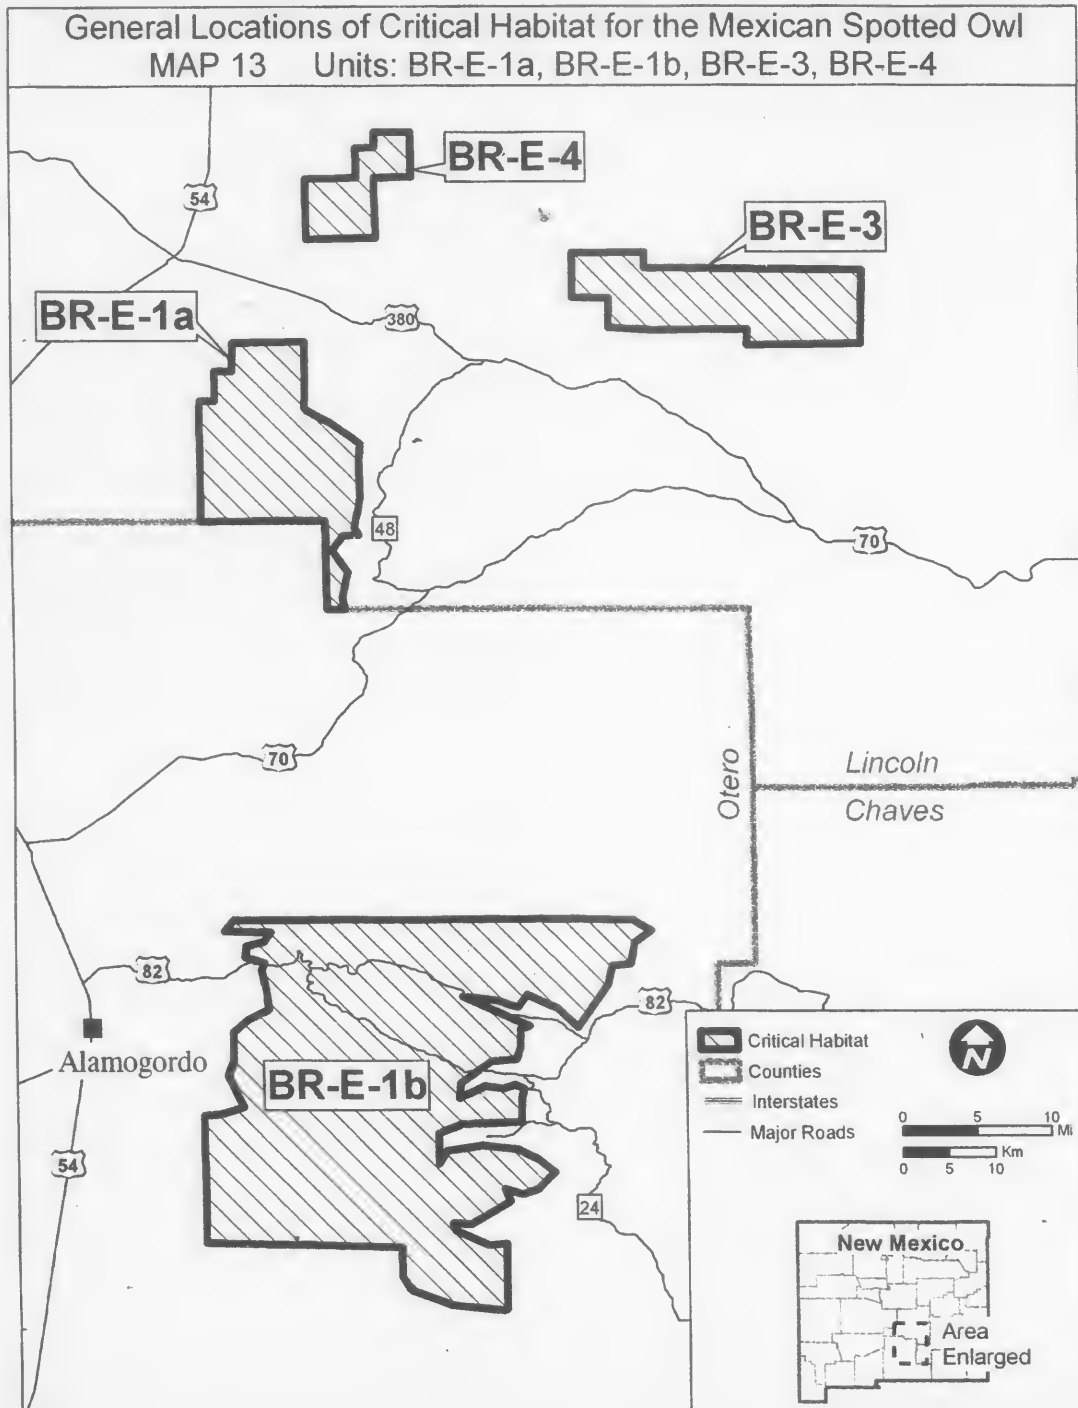 General Locations of Critical Habitat for the Mexican Spotted Owl
MAP 13 Units: BR-E-1a, BR-E-1b, BR-E-3, BR-E-4
BR-E-4
54
BR-E-3
BR-E-1a
380
48
70
70
Otero
Lincoln
Chaves
82
82
Alamogordo
BR-E-1b
54
24
Critical Habitat
Counties
Interstates
Major Roads
N
0 5 10
Mi
Km
0 5 10
New Mexico
Area
Enlarged